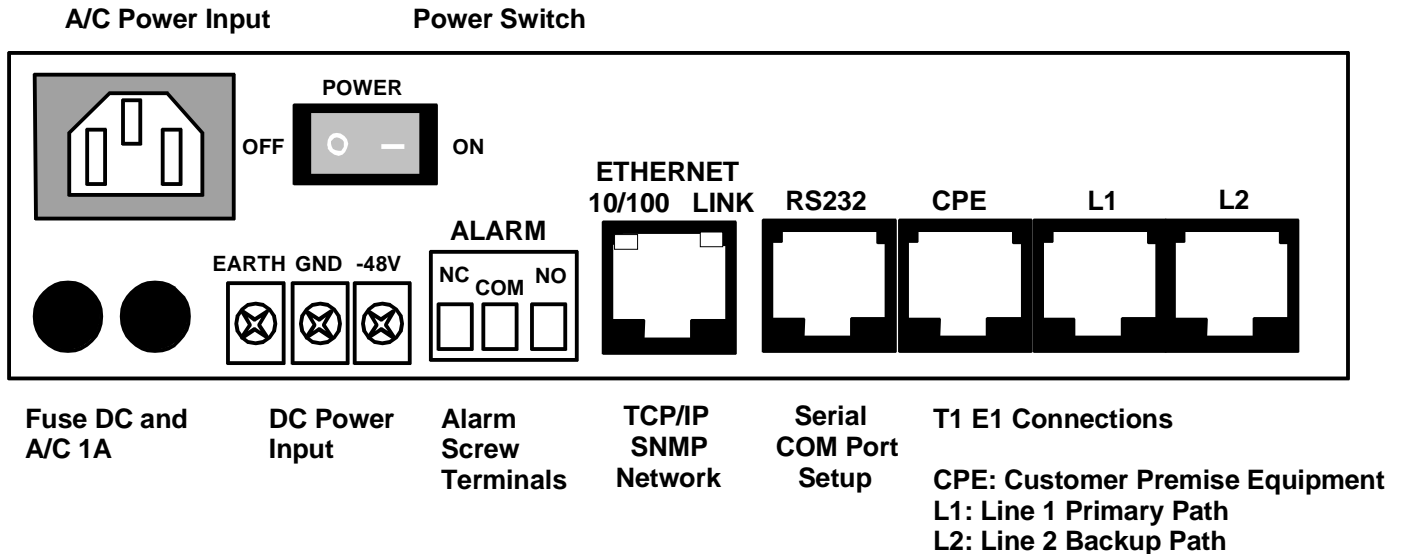 A/C Power Input
Power Switch
POWER
OFF
ON
ETHERNET
10/100 LINK
RS232
CPE
L1
L2
ALARM
NC
COM
NO
EARTH GND -48V
Fuse DC and
A/C 1A
DC Power
Input
Alarm
Screw
Terminals
TCP/IP
SNMP
Network
Serial
COM Port
Setup
T1 E1 Connections
CPE: Customer Premise Equipment
L1: Line 1 Primary Path
L2: Line 2 Backup Path